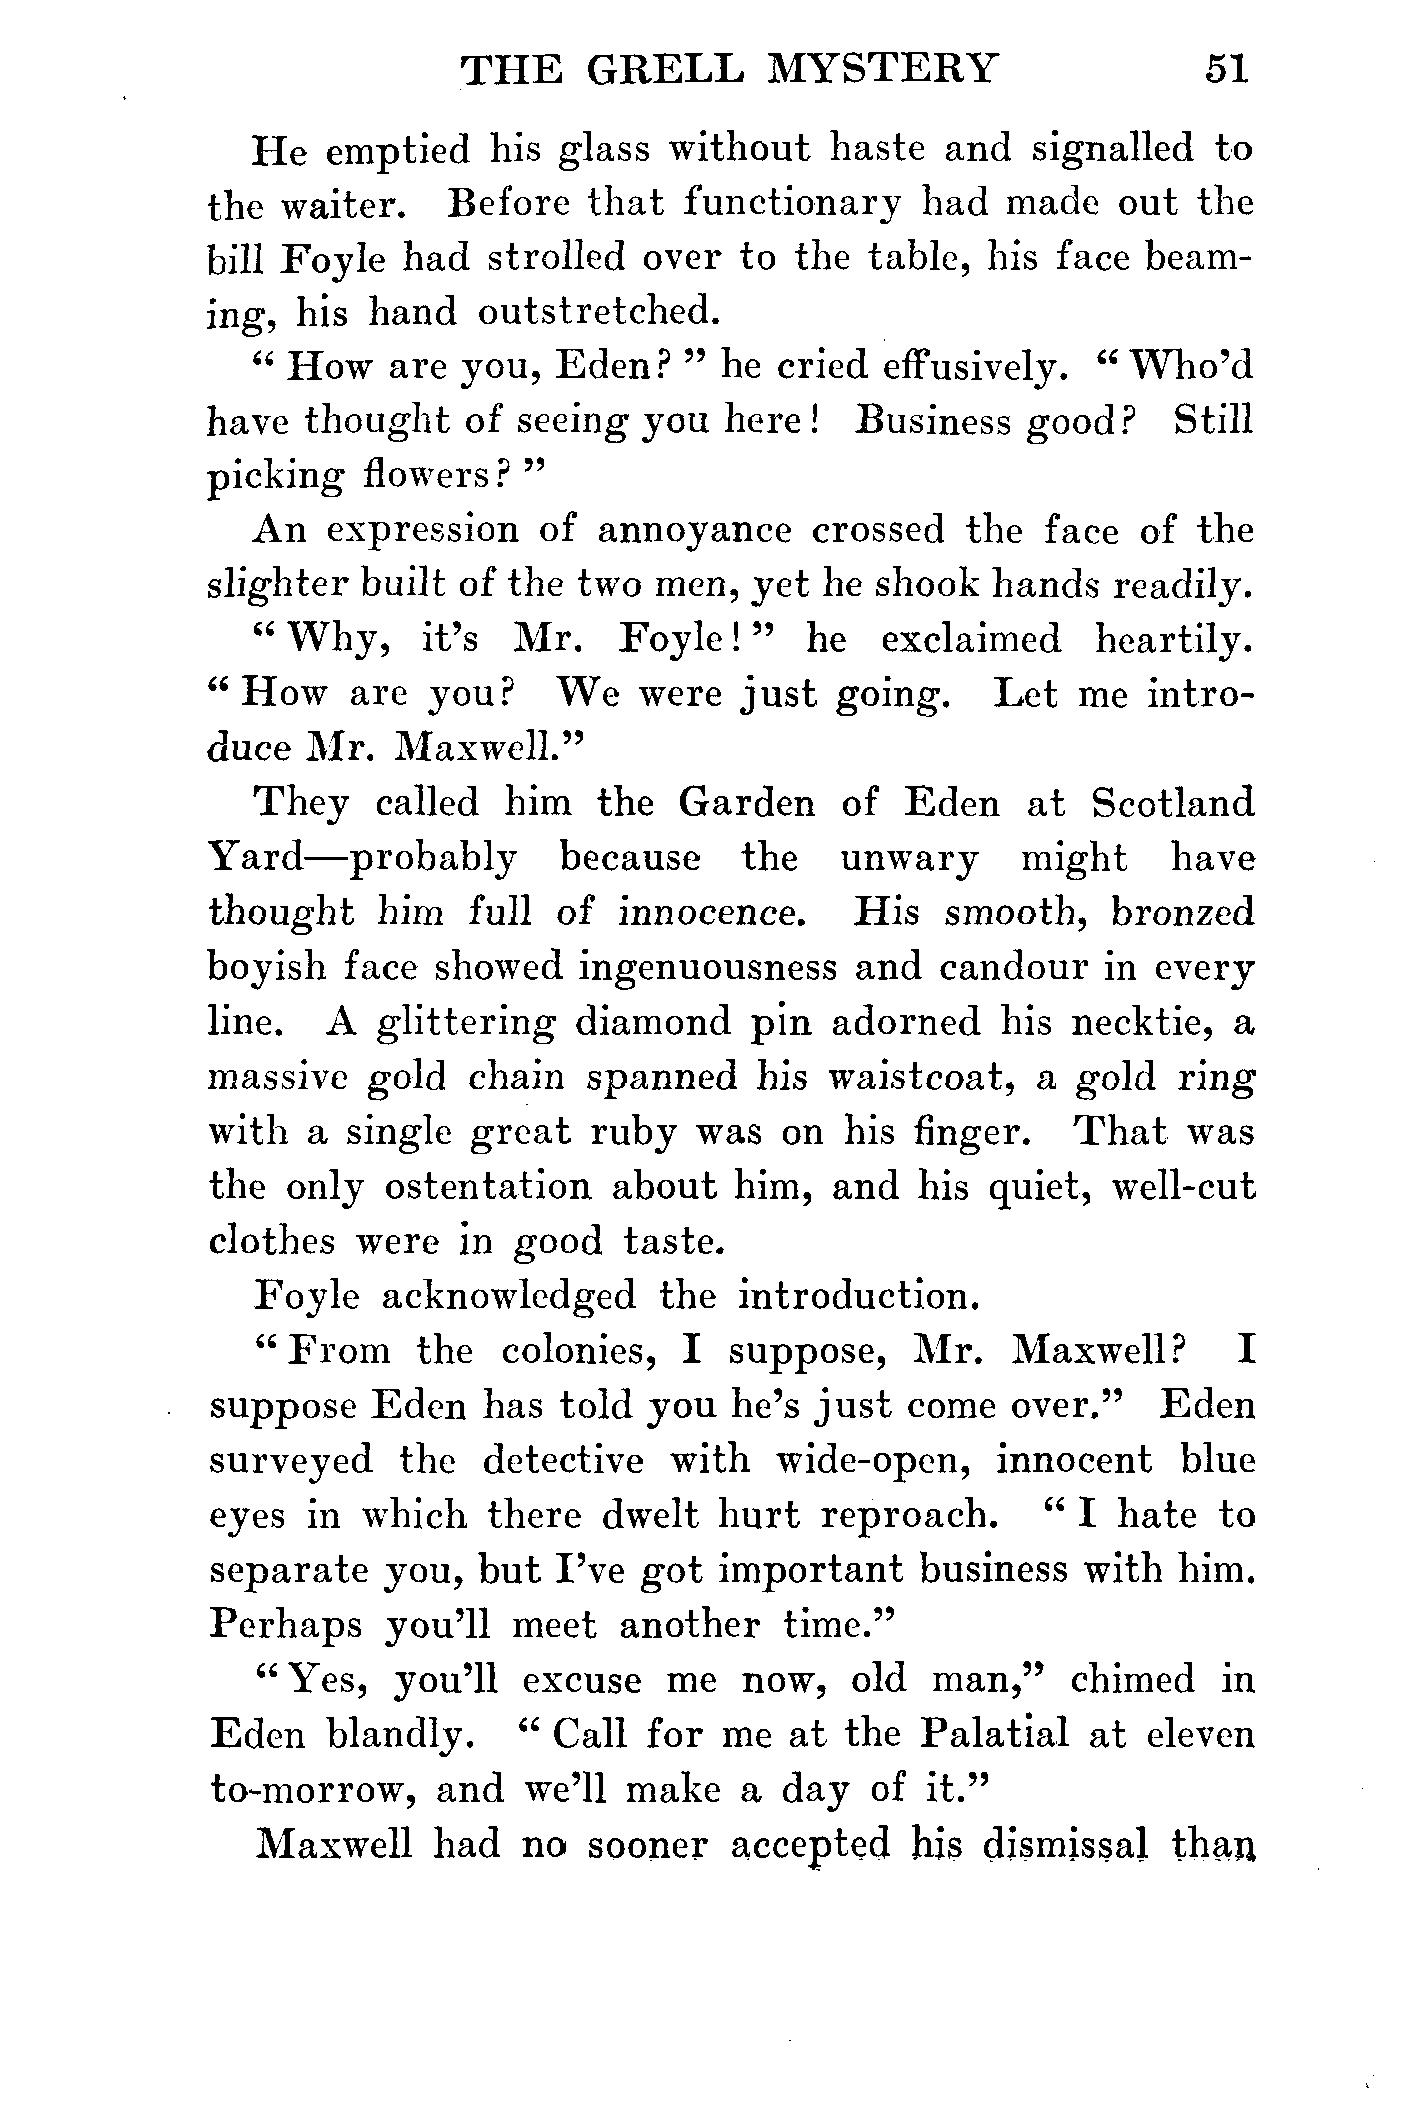 THE GRELL MYSTERY 51
He emptied his glass without haste and signalled to
the waiter. Before that functionary had made out the
bill Foyle had strolled over to the table, his face beam-
ing, his hand outstretched.
“ How are you, Eden? ” he cried effusively. “ Who’d
have thought of seeing you here! Business good? Still
picking flowers? ”
An expression of annoyance crossed the face of the
slighter built of the two men, yet he shook hands readily.
“ Why, it’s Mr. Foyle! ” he exclaimed heartily.
“ How are you? We were just going. Let me intro-
duce Mr. Maxwell.”
They called him the Garden of Eden at Scotland
Yard—probably because the unwary might have
thought him full of innocence. His smooth, bronzed
boyish face showed ingenuousness and candour in every
line. A glittering diamond pin adorned his necktie, a
massive gold chain spanned his waistcoat, a gold ring
with a single great ruby was on his finger. That was
the only ostentation about him, and his quiet, well-cut
clothes were in good taste.
Foyle acknowledged the introduction.
“ From the colonies, I suppose, Mr. Maxwell? I
suppose Eden has told you he’s just come over.” Eden
surveyed the detective with wide-open, innocent blue
eyes in which there dwelt hurt reproach. “ I hate to
separate you, but I’ve got important business with him.
Perhaps you’ll meet another time.”
“ Yes, you’ll excuse me now, old man,” chimed in
Eden blandly. “ Call for me at the Palatial at eleven
to-morrow, and we’ll make a day of it.”
Maxwell had no sooner accepted his dismissal than